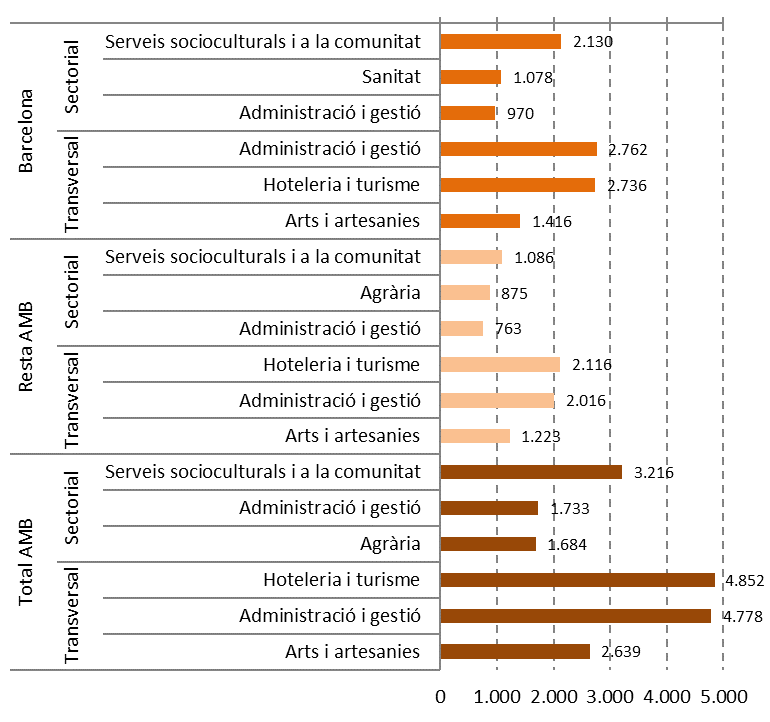 Barcelona
Sectorial
Serveis socioculturals i a la comunitat 2.130
Sanitat 1.078
Administració i gestió 970
Transversal
Administració i gestió 2.762
Hoteleria i turisme 2.736
Arts i artesanies 1.416
Resta AMB
Sectorial
Serveis socioculturals i a la comunitat 1.086
Agrària 875
Administració i gestió 763
Transversal
Hoteleria i turisme 2.116
Administració i gestió 2.016
Arts i artesanies 1.223
Total AMB
Sectorial
Serveis socioculturals i a la comunitat 3.216
Administració i gestió 1.733
Agrària 1.684
Transversal
Hoteleria i turisme 4.852
Administració i gestió 4.778
Arts i artesanies 2.639
0 1.000 2.000 3.000 4.000 5.000